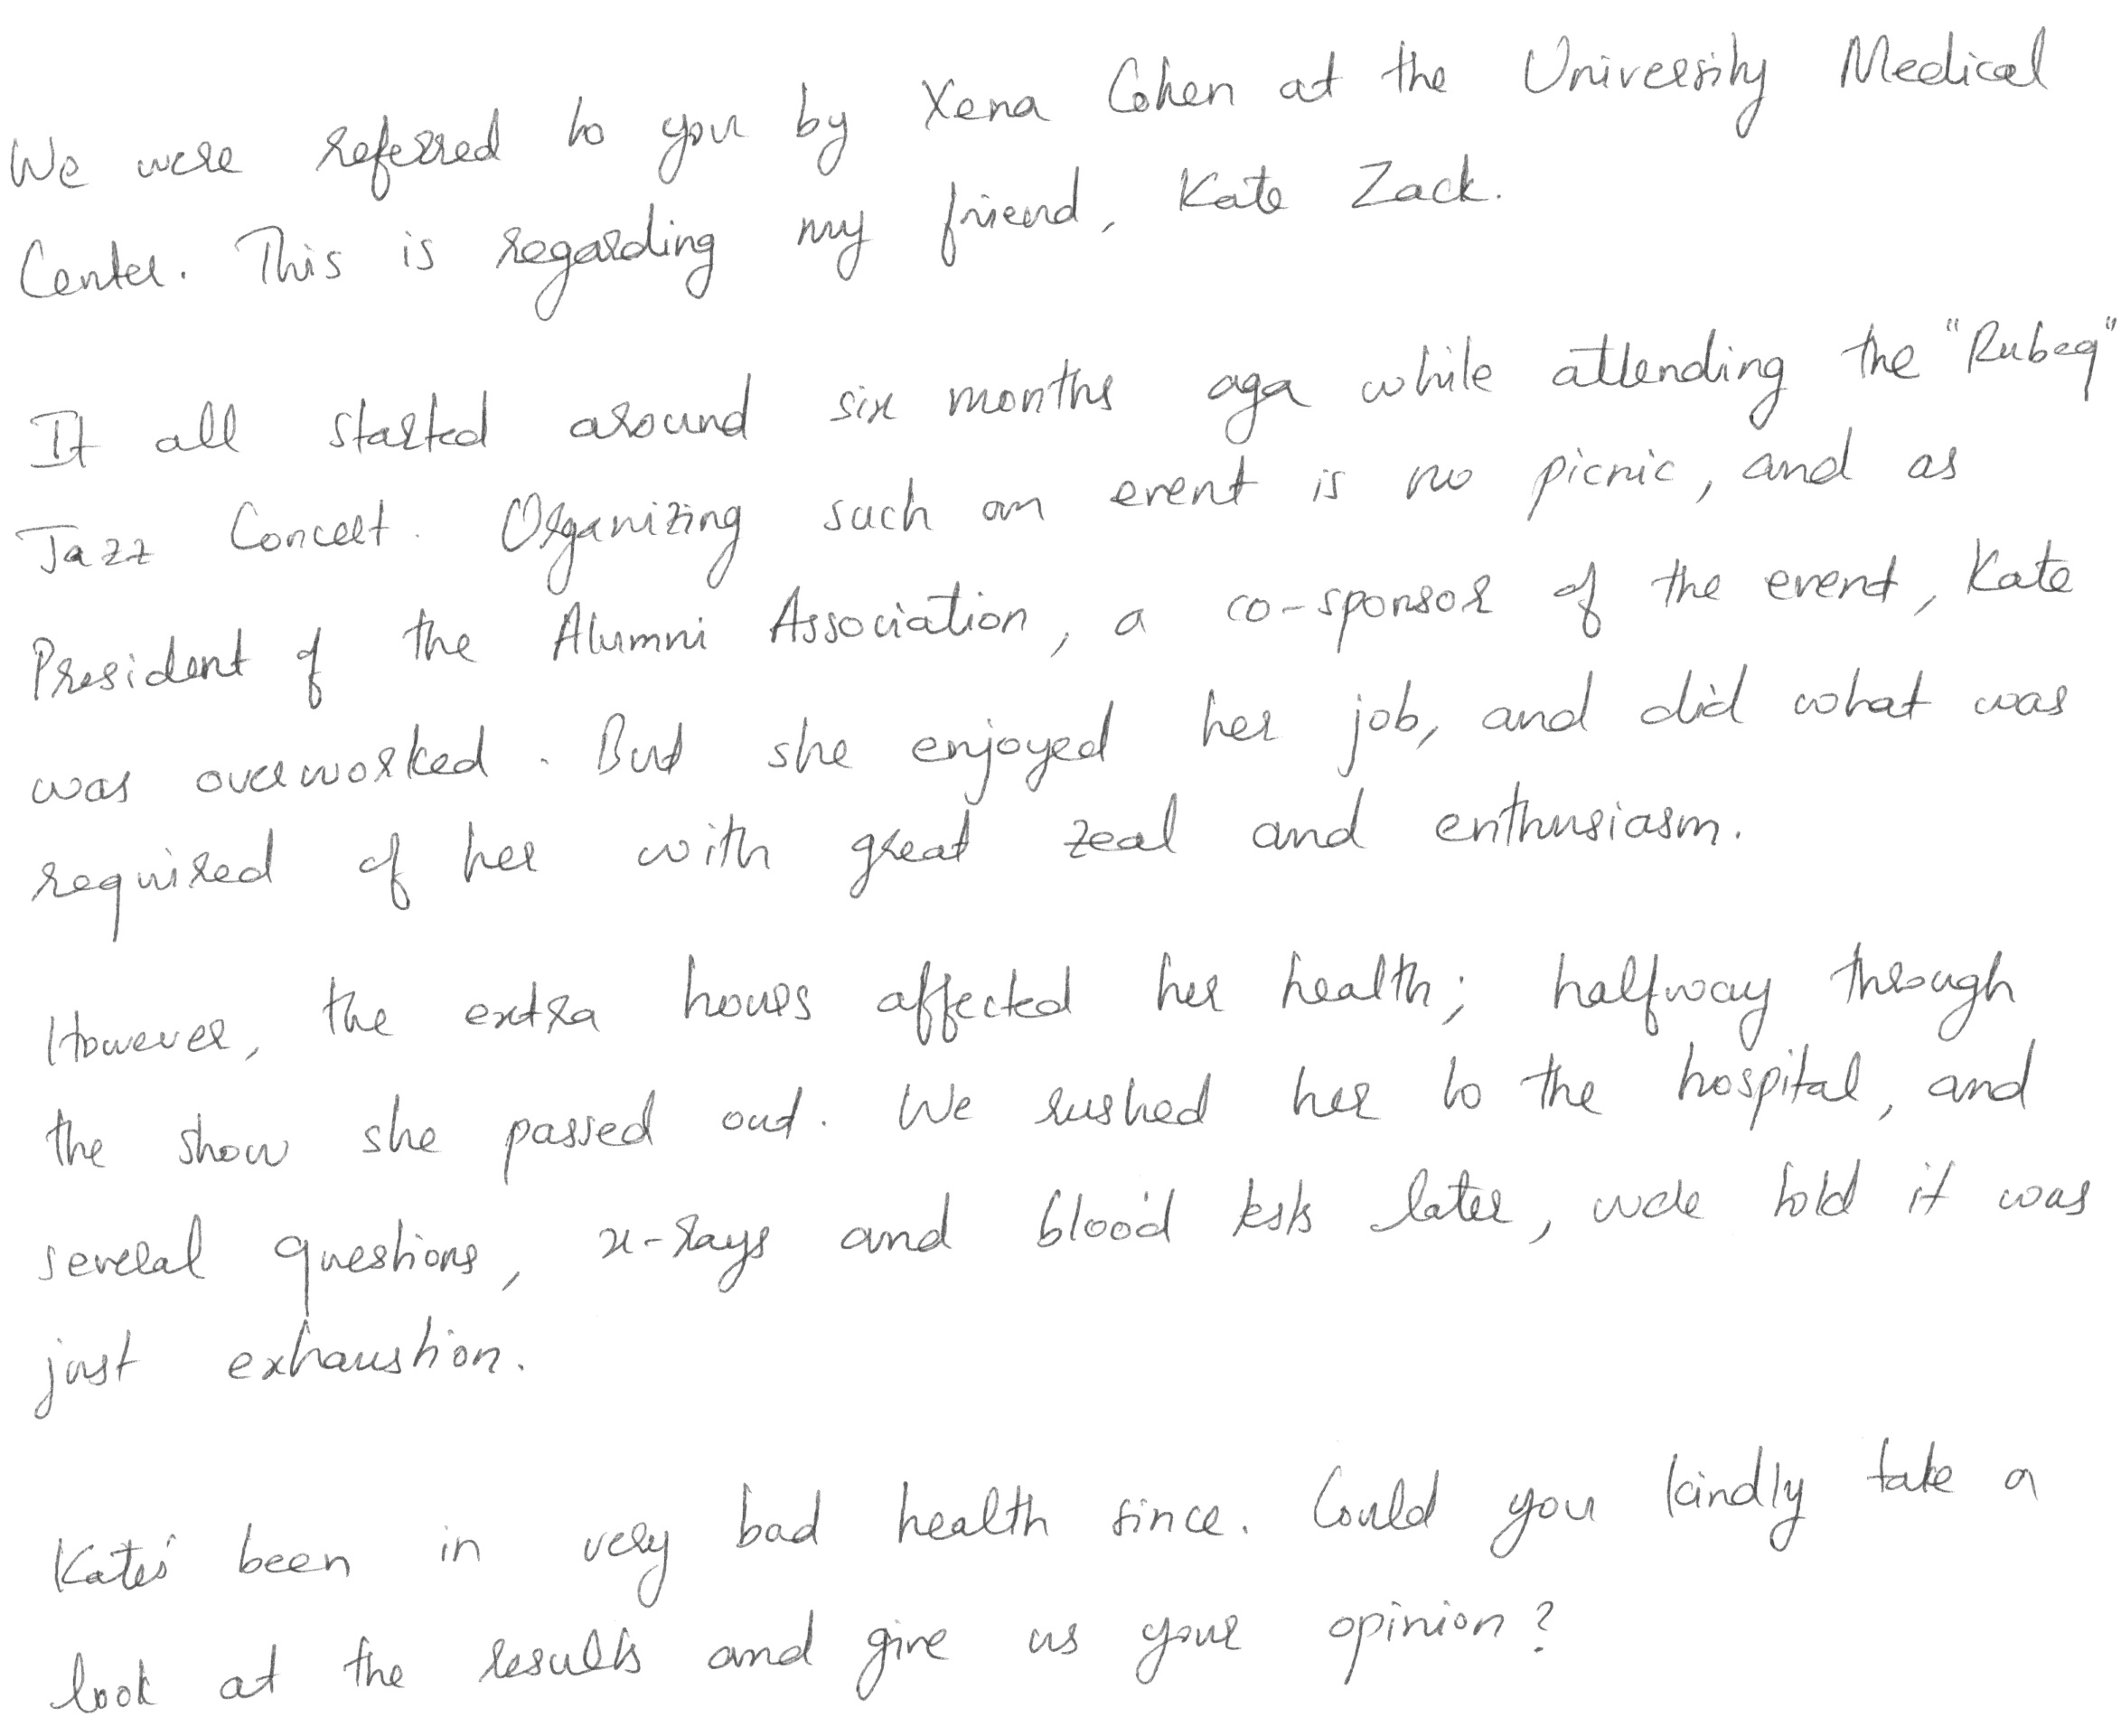 We were referred to you by Xena Cohen at the University Medical
Center. This is regarding my friend, Kate Zack.
It all started around six months aga while attending the "Rubeq"
Jazz Concert. Organizing such an event is no picnic, and as
President of the Alumni Association, a co-sponsor of the event, Kate
was overworked. But she enjoyed her job, and did what was
required of her with great zeal and enthusiasm.
However, the extra hours affected her health; halfway through
the show she passed out. We rushed her to the hospital, and
several questions, x-rays and blood tests later, were told it was
just exhaustion.
Kate's been in very bad health since. Could you kindly take a
look at the results and give us your opinion?